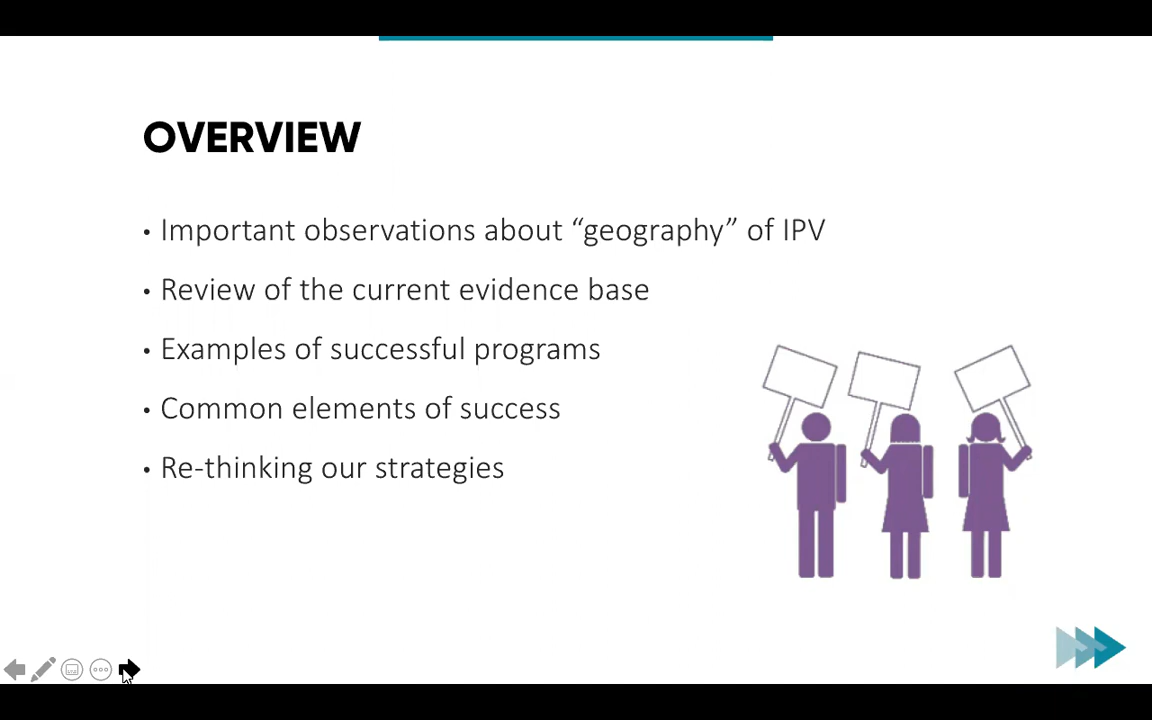 OVERVIEW
• Important observations about “geography” of IPV
• Review of the current evidence base
• Examples of successful programs
• Common elements of success
• Re-thinking our strategies